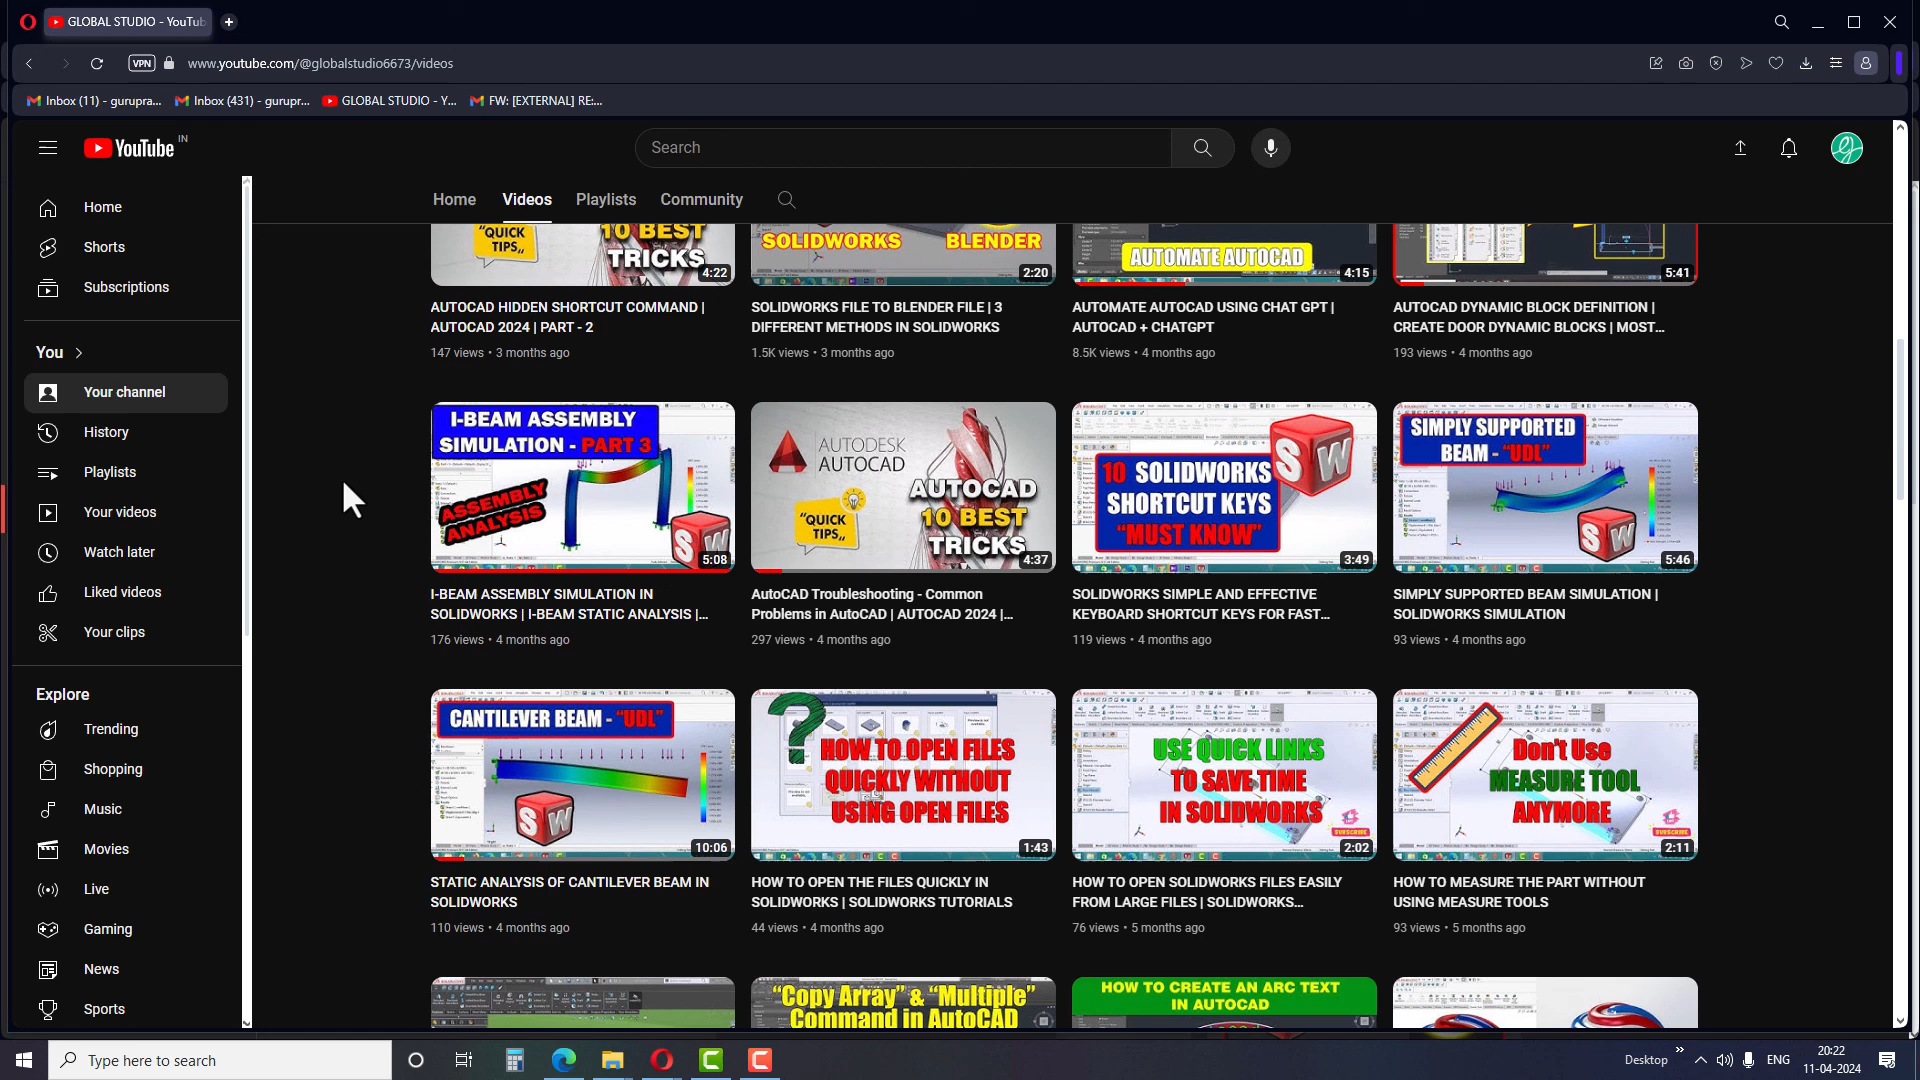 GLOBAL STUDIO - YouTub
VPN
www.youtube.com/@globalstudio6673/videos
Inbox (11) - gurupra...
Inbox (431) - gurupr...
GLOBAL STUDIO - Y...
FW: [EXTERNAL] RE:...
YouTube IN
Search
Home
Videos
Playlists
Community
Home
Shorts
Subscriptions
You
Your channel
History
Playlists
Your videos
Watch later
Liked videos
Your clips
Explore
Trending
Shopping
Music
Movies
Live
Gaming
News
Sports
"QUICK
TIPS,,
10 BEST
TRICKS
4:22
AUTOCAD HIDDEN SHORTCUT COMMAND |
AUTOCAD 2024 | PART - 2
147 views • 3 months ago
SOLIDWORKS
BLENDER
2:20
SOLIDWORKS FILE TO BLENDER FILE | 3
DIFFERENT METHODS IN SOLIDWORKS
1.5K views • 3 months ago
AUTOMATE AUTOCAD
4:15
AUTOMATE AUTOCAD USING CHAT GPT |
AUTOCAD + CHATGPT
8.5K views • 4 months ago
5:41
AUTOCAD DYNAMIC BLOCK DEFINITION |
CREATE DOOR DYNAMIC BLOCKS | MOST...
193 views • 4 months ago
I-BEAM ASSEMBLY
SIMULATION - PART 3
ASSEMBLY
ANALYSIS
SW
5:08
I-BEAM ASSEMBLY SIMULATION IN
SOLIDWORKS | I-BEAM STATIC ANALYSIS |...
176 views • 4 months ago
AUTODESK
AUTOCAD
"QUICK
TIPS,,
AUTOCAD
10 BEST
TRICKS
4:37
AutoCAD Troubleshooting - Common
Problems in AutoCAD | AUTOCAD 2024 |...
297 views • 4 months ago
10 SOLIDWORKS
SHORTCUT KEYS
"MUST KNOW"
SW
3:49
SOLIDWORKS SIMPLE AND EFFECTIVE
KEYBOARD SHORTCUT KEYS FOR FAST...
119 views • 4 months ago
SIMPLY SUPPORTED
BEAM - "UDL"
SW
5:46
SIMPLY SUPPORTED BEAM SIMULATION |
SOLIDWORKS SIMULATION
93 views • 4 months ago
CANTILEVER BEAM - "UDL"
SW
10:06
STATIC ANALYSIS OF CANTILEVER BEAM IN
SOLIDWORKS
110 views • 4 months ago
?
HOW TO OPEN FILES
QUICKLY WITHOUT
USING OPEN FILES
1:43
HOW TO OPEN THE FILES QUICKLY IN
SOLIDWORKS | SOLIDWORKS TUTORIALS
44 views • 4 months ago
USE QUICK LINKS
TO SAVE TIME
IN SOLIDWORKS
SUBSCRIBE
2:02
HOW TO OPEN SOLIDWORKS FILES EASILY
FROM LARGE FILES | SOLIDWORKS...
76 views • 5 months ago
Don't Use
MEASURE TOOL
ANYMORE
SUBSCRIBE
2:11
HOW TO MEASURE THE PART WITHOUT
USING MEASURE TOOLS
93 views • 5 months ago
"Copy Array" & "Multiple"
Command in AutoCAD
HOW TO CREATE AN ARC TEXT
IN AUTOCAD
Type here to search
Desktop
ENG
20:22
11-04-2024